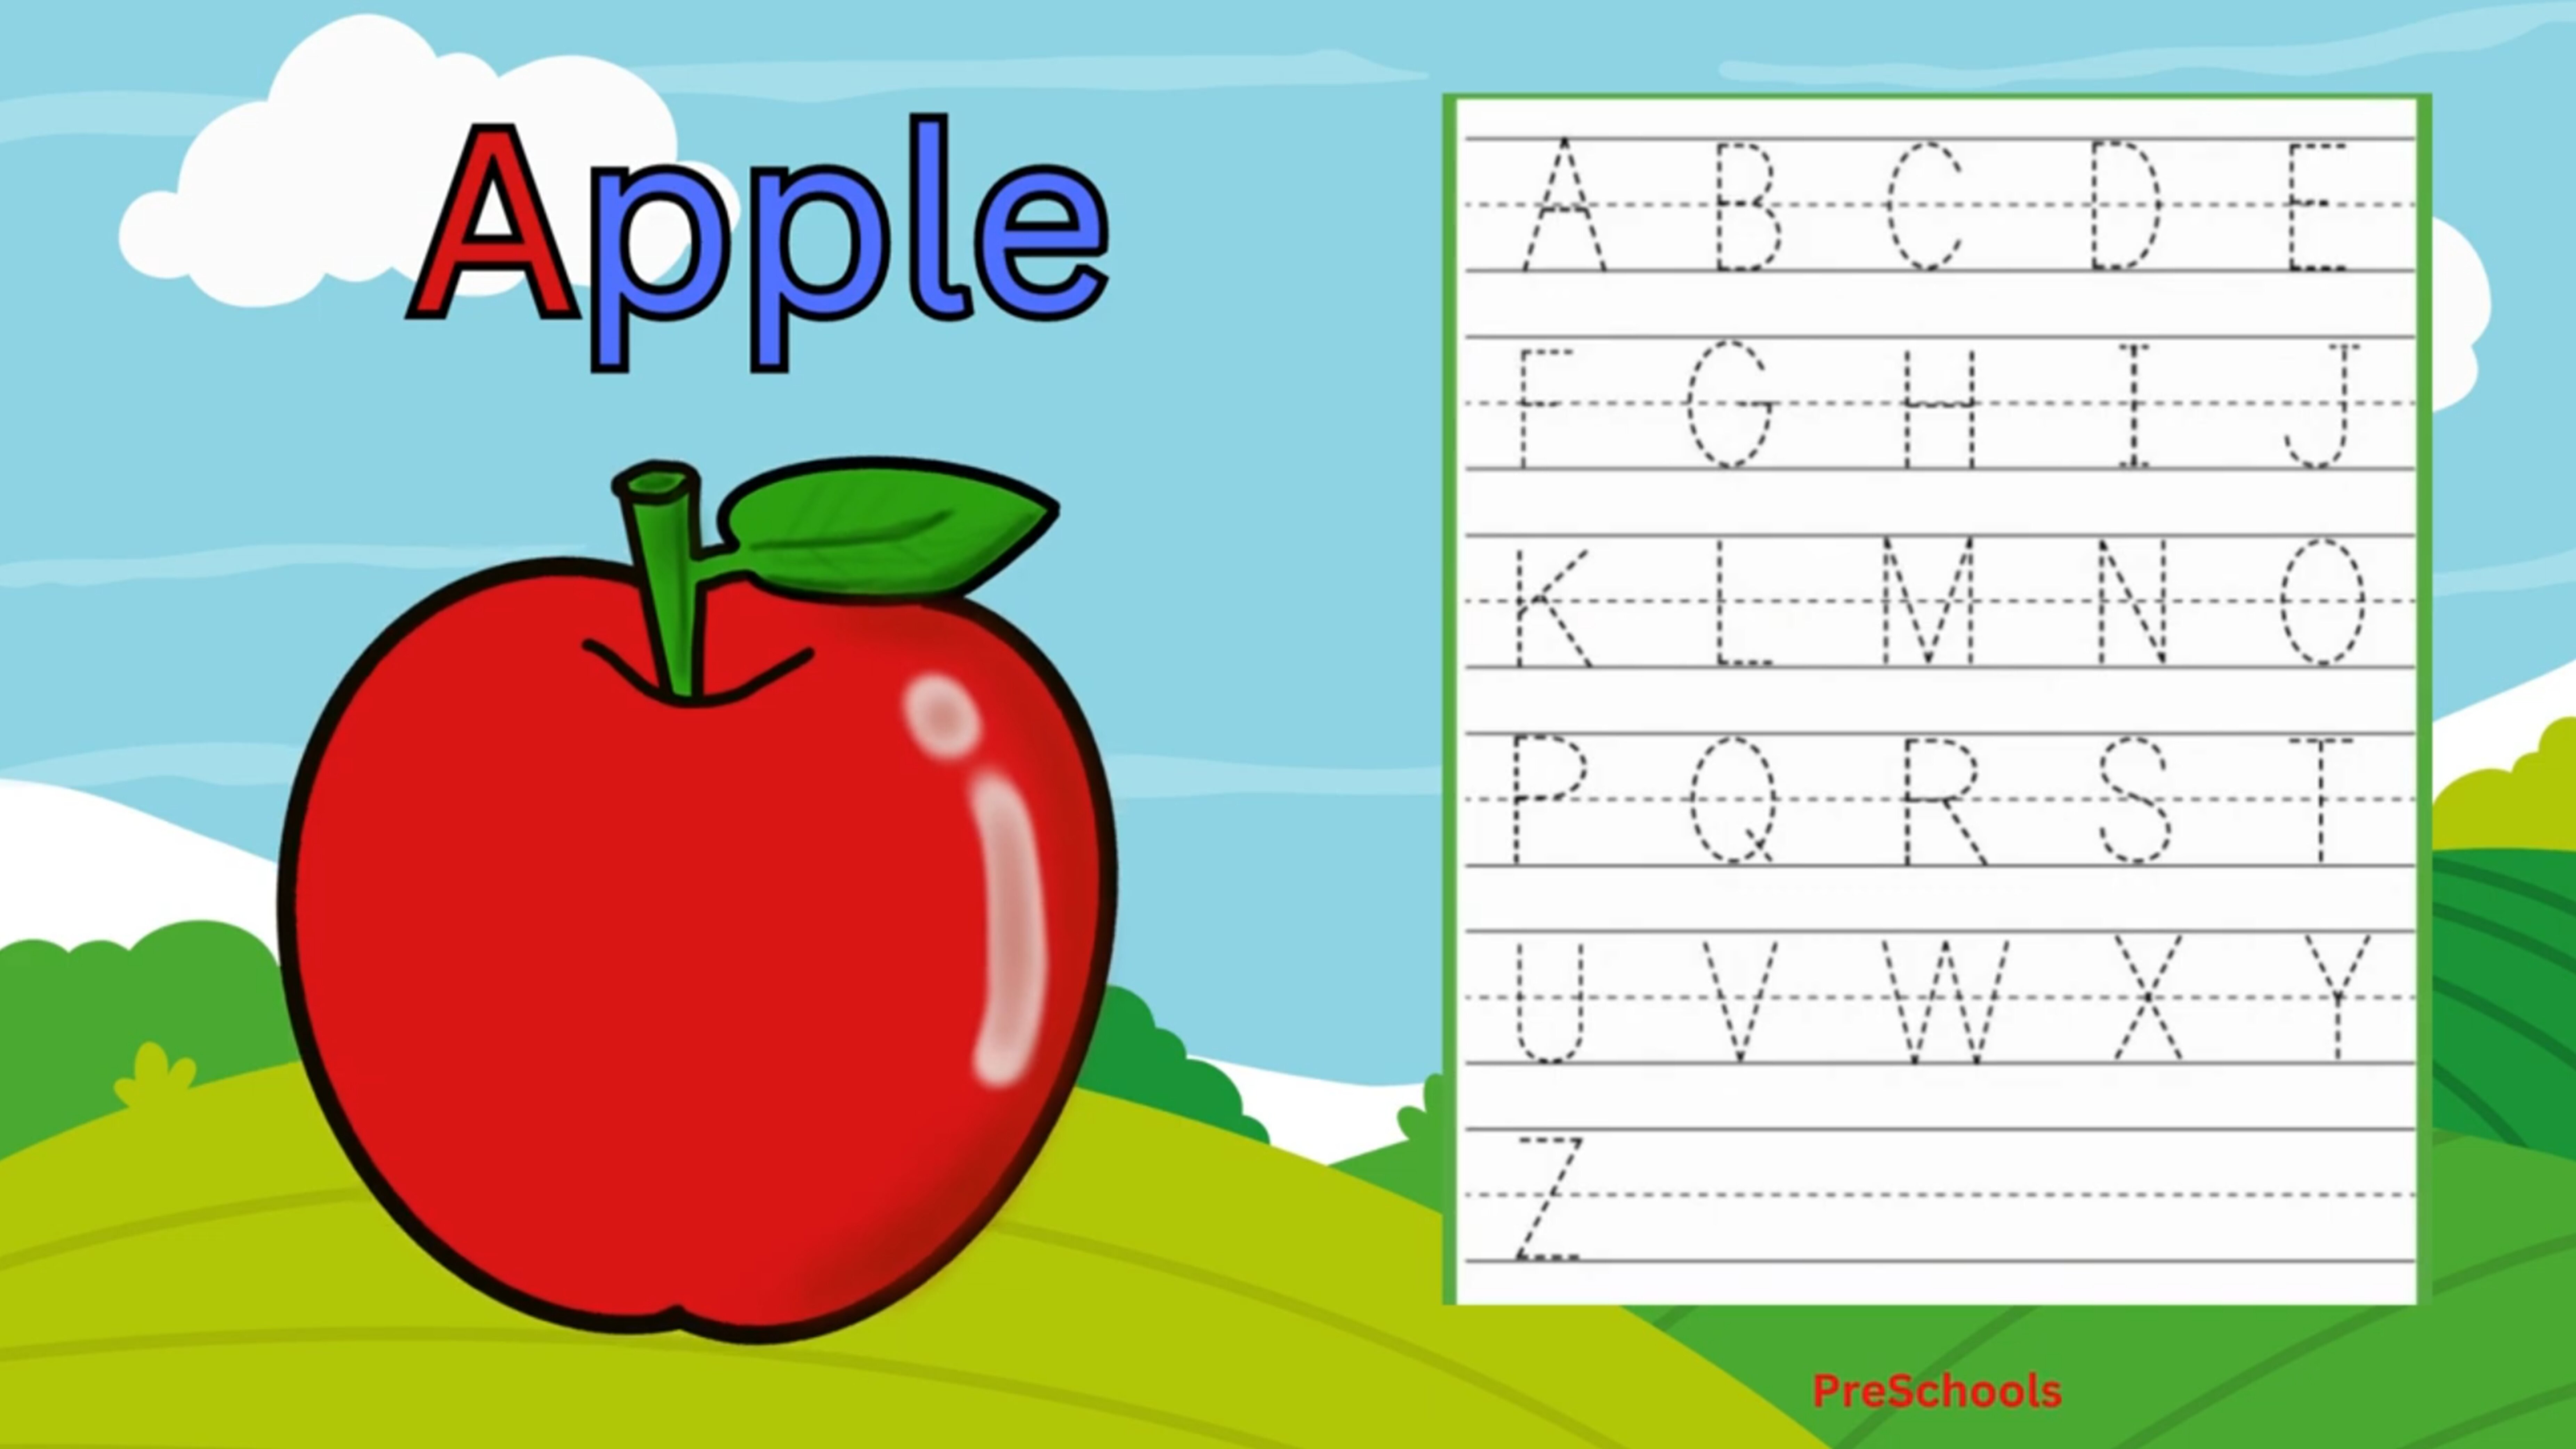 Apple
A B C D E
F G H I J
K L M N O
P Q R S T
U V W X Y
Z
PreSchools